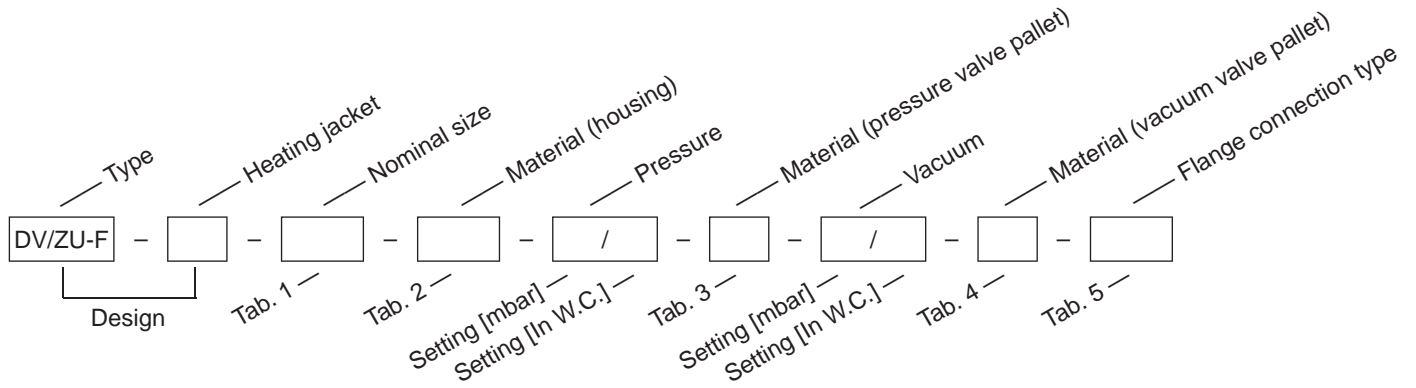 Type
Heating jacket
Nominal size
Material (housing)
Pressure
Material (pressure valve pallet)
Vacuum
Material (vacuum valve pallet)
Flange connection type
DV/ZU-F – – – – / – – / – –
Design
Tab. 1
Tab. 2
Setting [mbar]
Setting [In W.C.]
Tab. 3
Setting [mbar]
Setting [In W.C.]
Tab. 4
Tab. 5